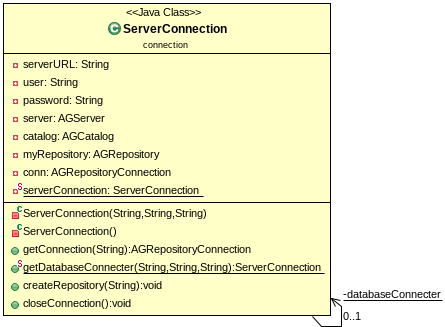 <<Java Class>>
ServerConnection
connection
serverURL: String
user: String
password: String
server: AGServer
catalog: AGCatalog
myRepository: AGRepository
conn: AGRepositoryConnection
serverConnection: ServerConnection
ServerConnection(String,String,String)
ServerConnection()
getConnection(String):AGRepositoryConnection
getDatabaseConnecter(String,String,String):ServerConnection
createRepository(String):void
closeConnection():void
-databaseConnecter
0..1